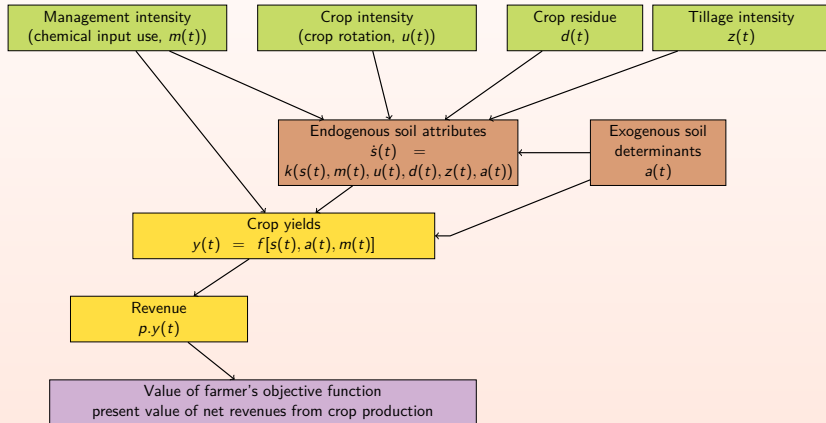 Management intensity
(chemical input use, m(t))
Crop intensity
(crop rotation, u(t))
Crop residue
d(t)
Tillage intensity
z(t)
Endogenous soil attributes
ṡ(t) =
k(s(t), m(t), u(t), d(t), z(t), a(t))
Exogenous soil
determinants
a(t)
Crop yields
y(t) = f[s(t), a(t), m(t)]
Revenue
p.y(t)
Value of farmer's objective function
present value of net revenues from crop production